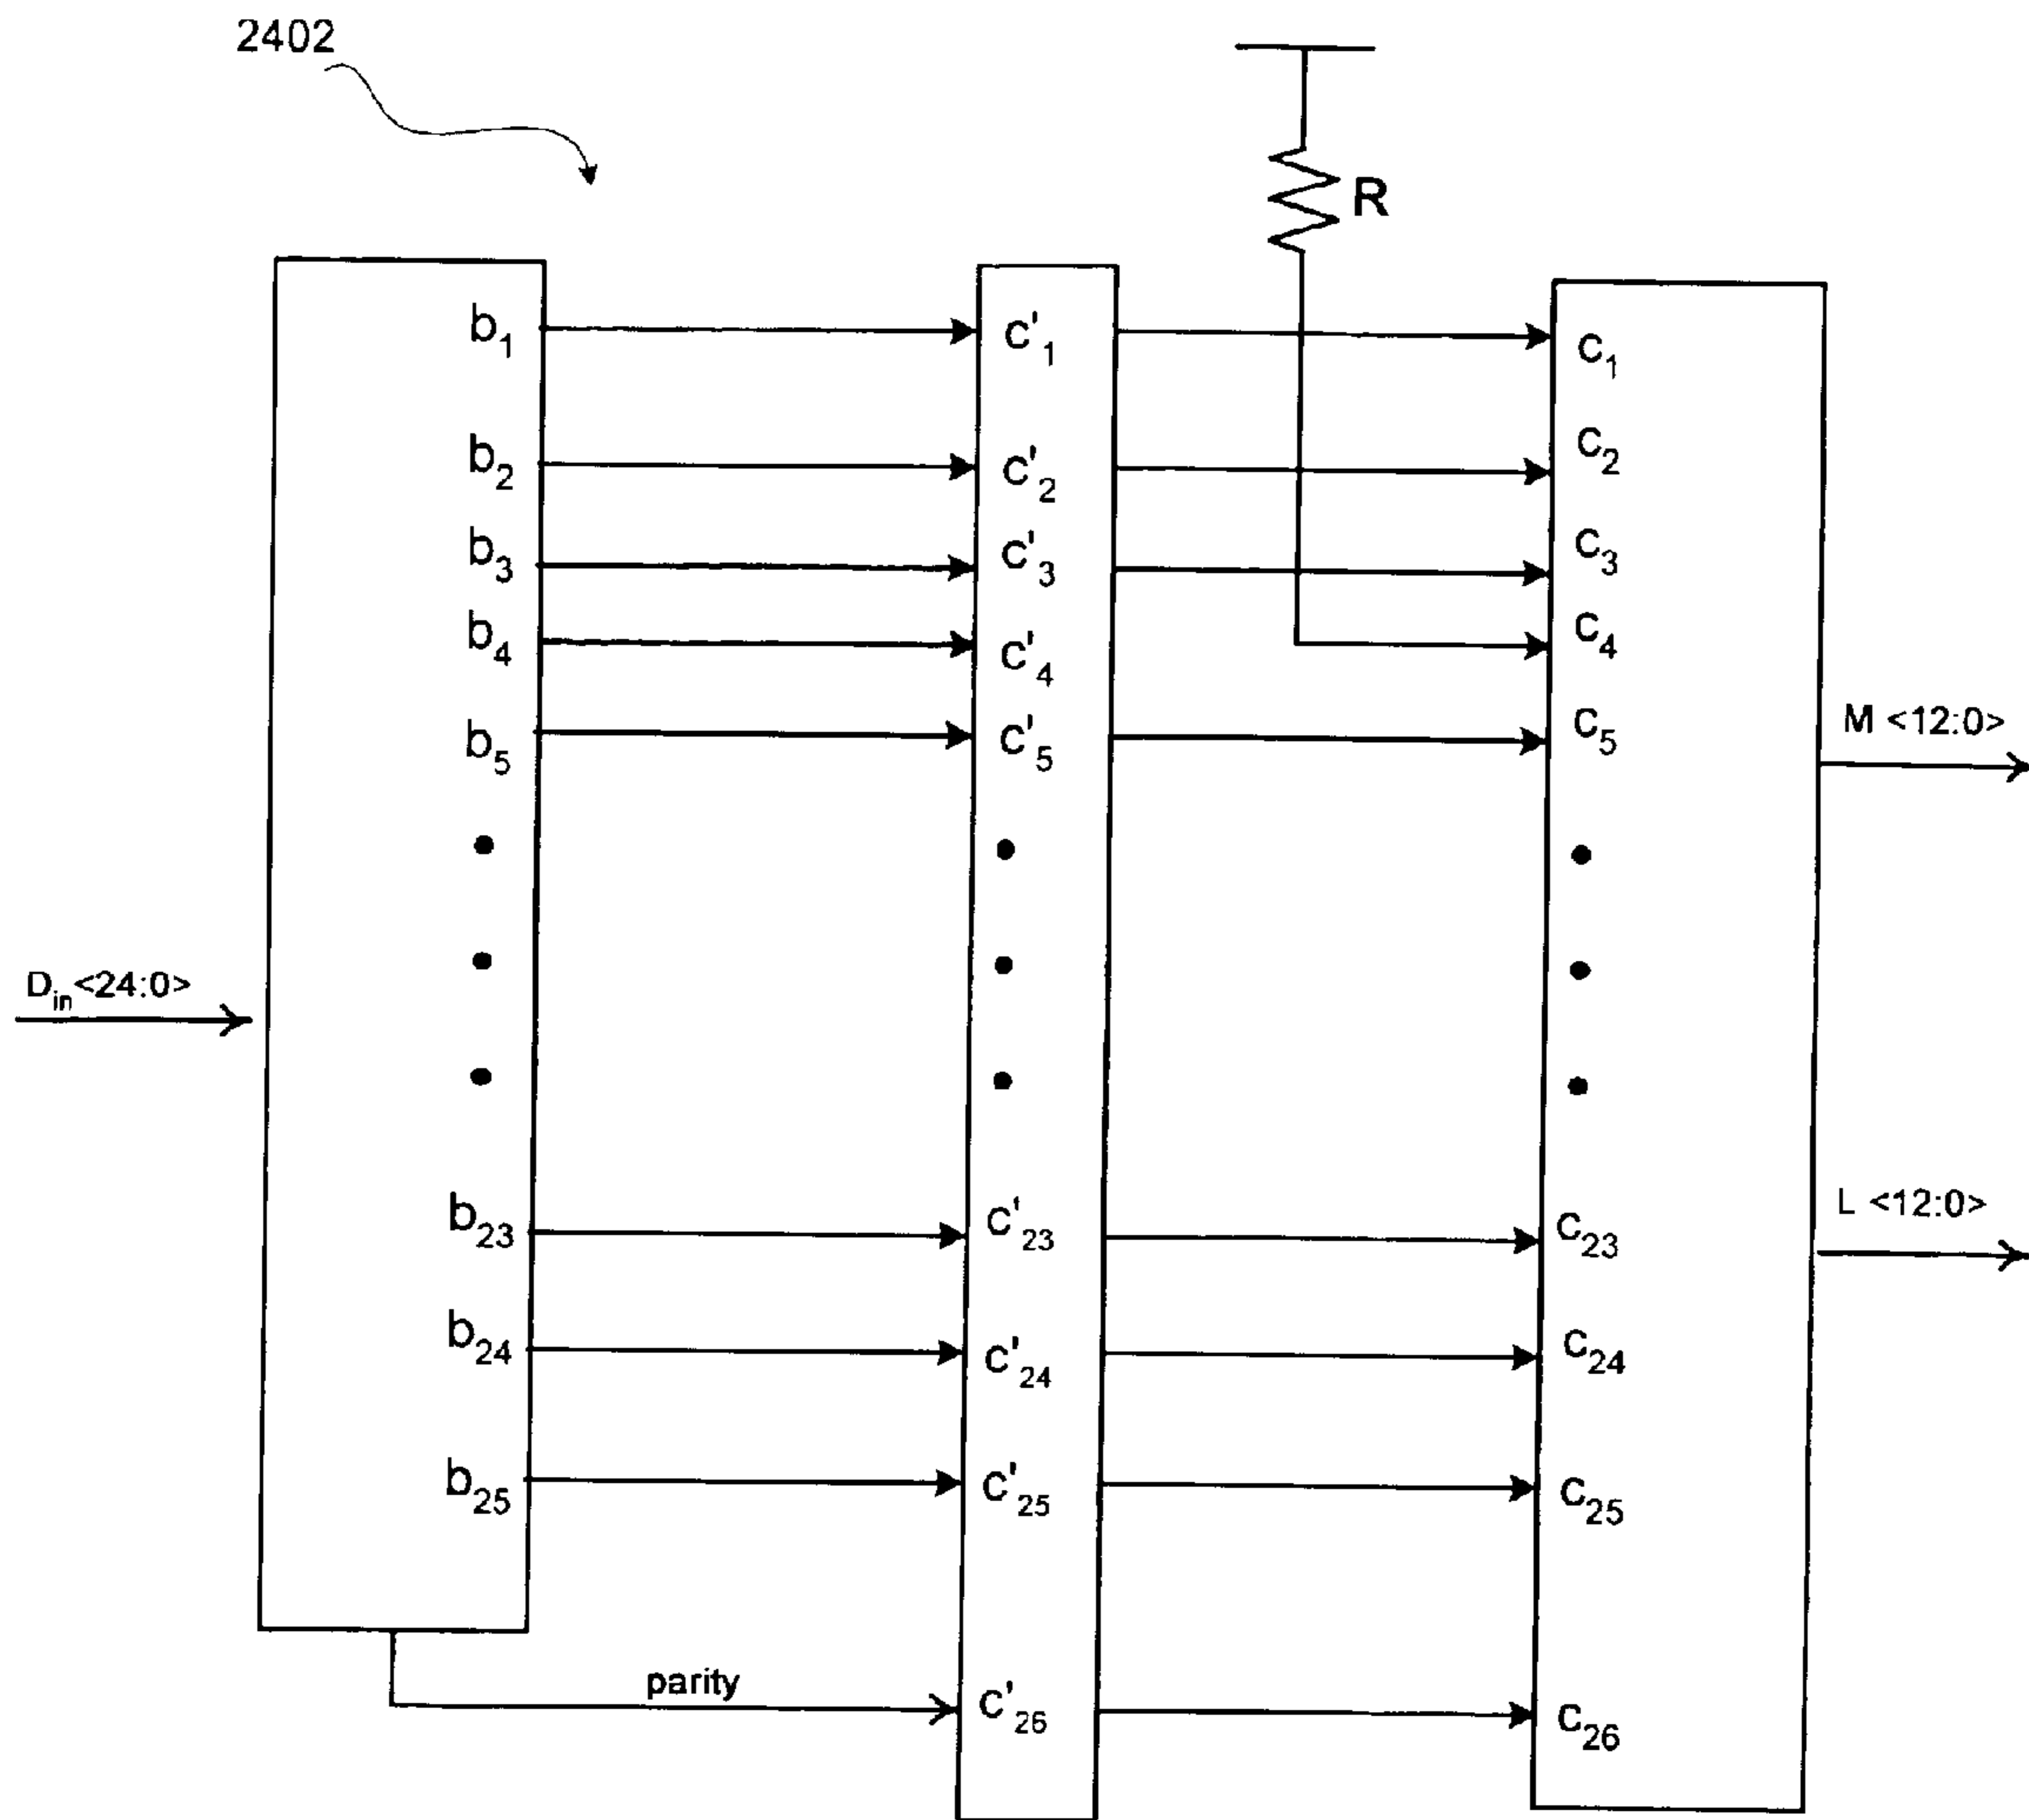 2402
R
b₁ c'₁ c₁
b₂ c'₂ c₂
b₃ c'₃ c₃
b₄ c'₄ c₄
b₅ c'₅ c₅
M <12:0>
D_in<24:0>
b₂₃ c'₂₃ c₂₃
L <12:0>
b₂₄ c'₂₄ c₂₄
b₂₅ c'₂₅ c₂₅
parity c'₂₆ c₂₆